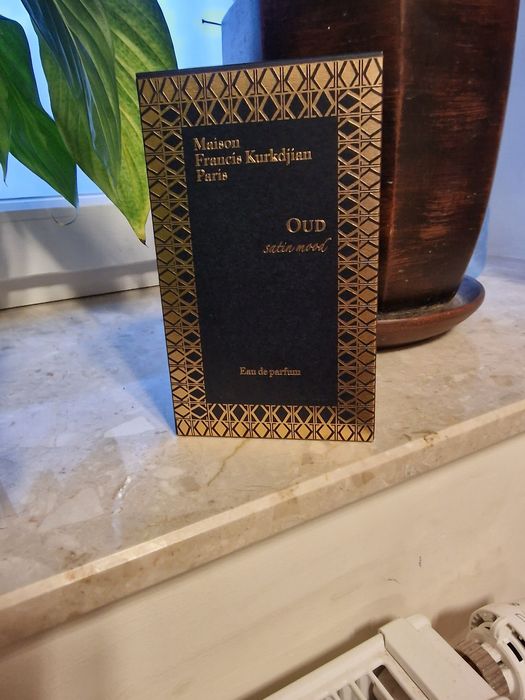 Maison
Francis Kurkdjian
Paris
OUD
satin mood
Eau de parfum